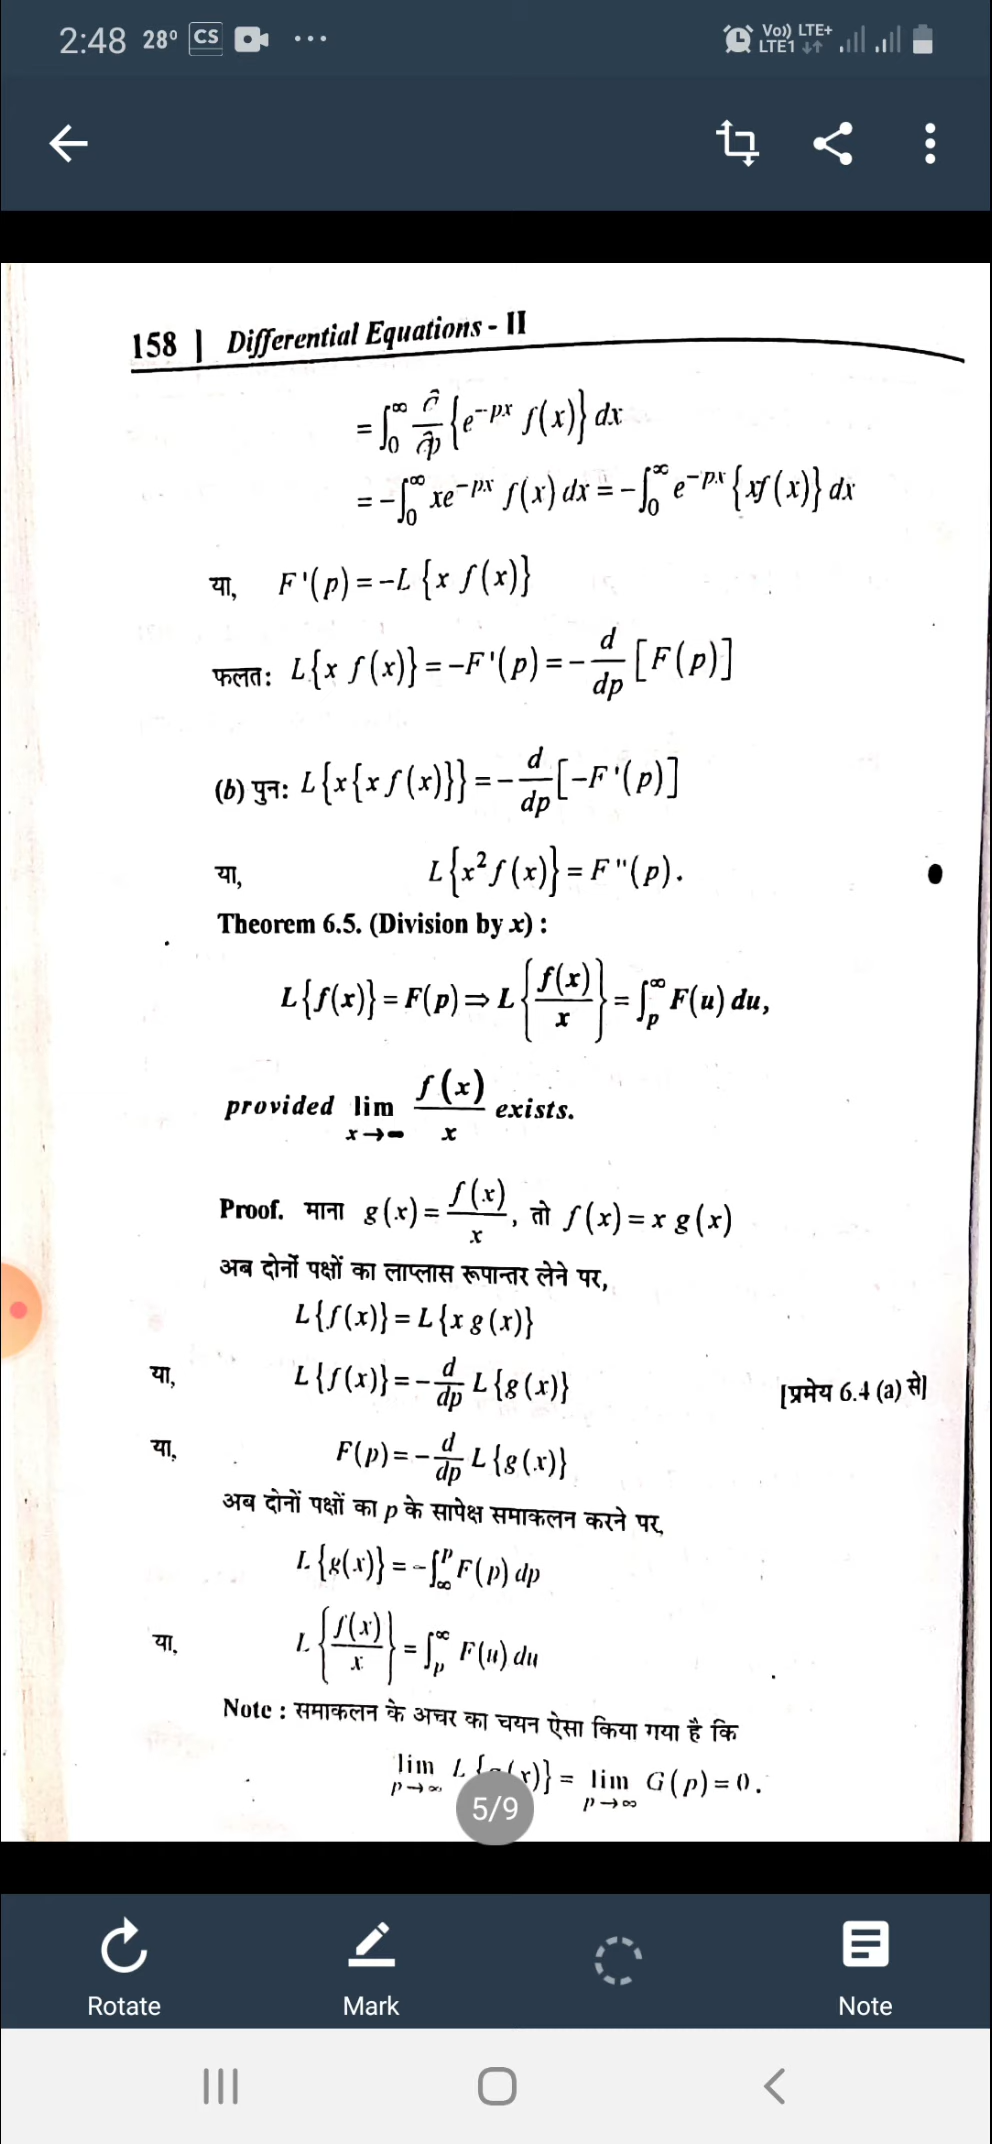 2:48 28° CS ... Vo)) LTE+ LTE1
158 | Differential Equations - II
= ∫₀^∞ ∂/∂p {e^{-px} f(x)} dx
= -∫₀^∞ xe^{-px} f(x) dx = -∫₀^∞ e^{-px} {xf(x)} dx
या, F'(p) = -L {x f(x)}
फलतः L{x f(x)} = -F'(p) = -d/dp [F(p)]
(b) पुनः L{x{x f(x)}} = -d/dp [-F'(p)]
या, L{x² f(x)} = F"(p).
Theorem 6.5. (Division by x) :
L{f(x)} = F(p) ⇒ L{f(x)/x} = ∫_p^∞ F(u) du,
provided lim_{x→∞} f(x)/x exists.
Proof. माना g(x) = f(x)/x, तो f(x) = x g(x)
अब दोनों पक्षों का लाप्लास रूपान्तर लेने पर,
L{f(x)} = L{x g(x)}
या, L{f(x)} = -d/dp L{g(x)} [प्रमेय 6.4 (a) से]
या, F(p) = -d/dp L{g(x)}
अब दोनों पक्षों का p के सापेक्ष समाकलन करने पर,
L{g(x)} = -∫_∞^p F(p) dp
या, L{f(x)/x} = ∫_p^∞ F(u) du
Note : समाकलन के अचर का चयन ऐसा किया गया है कि
lim_{p→∞} L{g(x)} = lim_{p→∞} G(p) = 0.
5/9
Rotate Mark Note